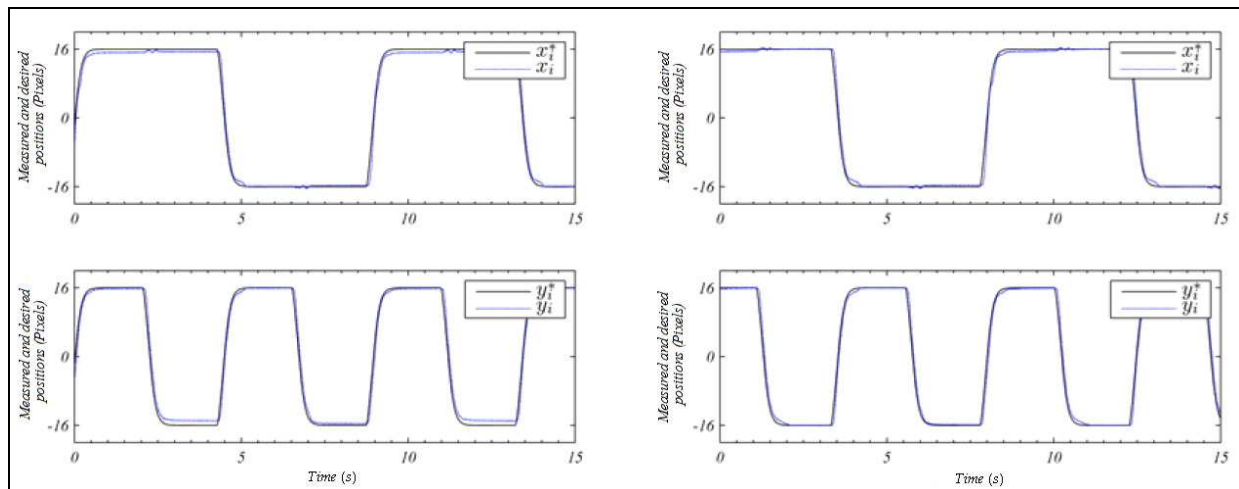 Measured and desired
positions (Pixels)
16
0
-16
x_i^*
x_i
0
5
10
15
Measured and desired
positions (Pixels)
16
0
-16
x_i^*
x_i
0
5
10
15
Measured and desired
positions (Pixels)
16
0
-16
y_i^*
y_i
0
5
10
15
Time (s)
Measured and desired
positions (Pixels)
16
0
-16
y_i^*
y_i
0
5
10
15
Time (s)